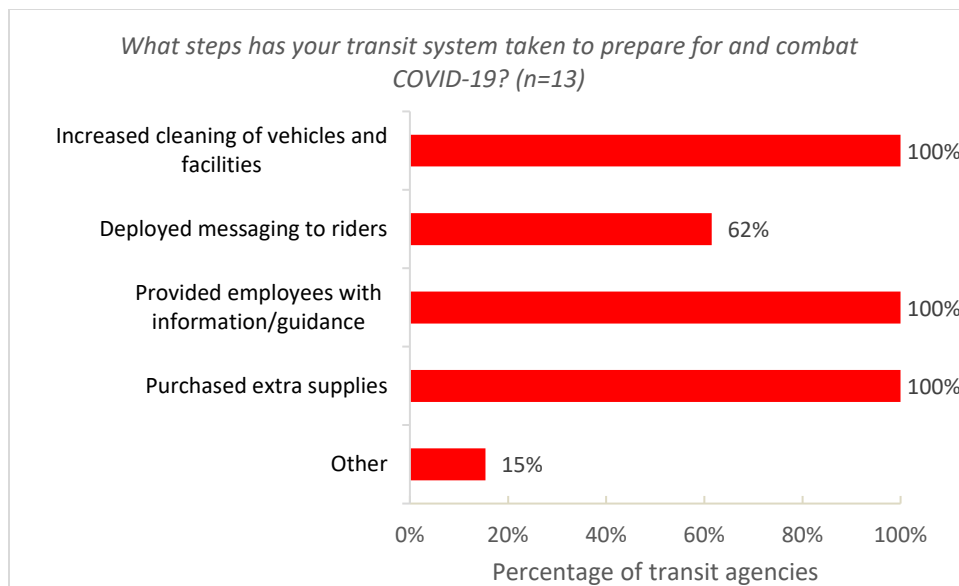 What steps has your transit system taken to prepare for and combat
COVID-19? (n=13)
Increased cleaning of vehicles and
facilities
100%
Deployed messaging to riders
62%
Provided employees with
information/guidance
100%
Purchased extra supplies
100%
Other
15%
0% 20% 40% 60% 80% 100%
Percentage of transit agencies